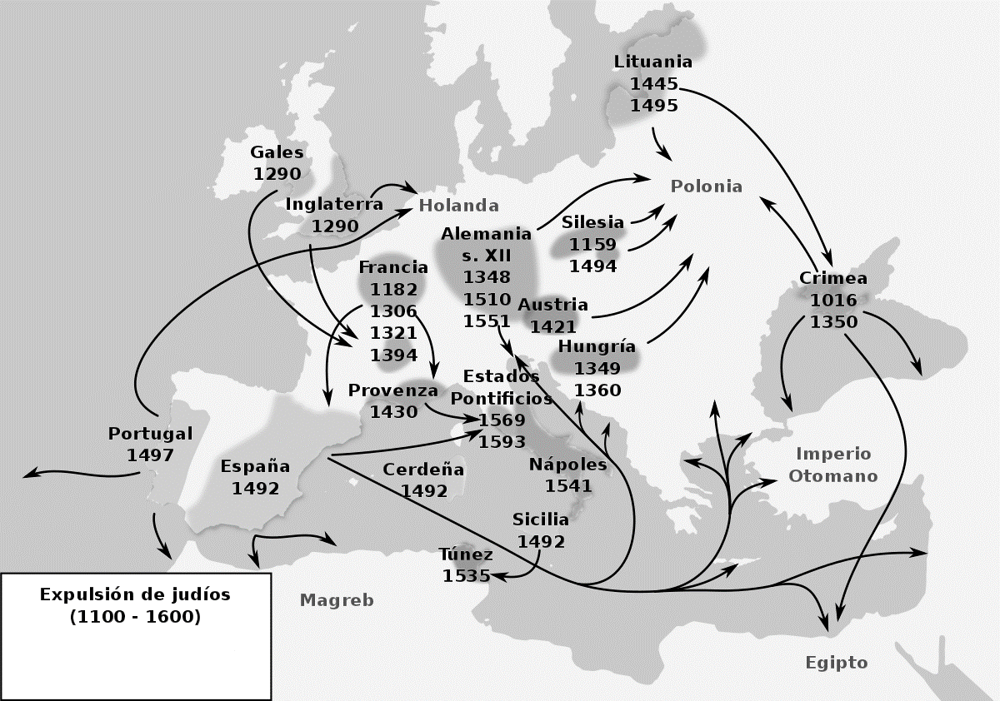 Lituania
1445
1495
Gales
1290
Inglaterra
1290
Holanda
Polonia
Alemania
s. XII
1348
1510
1551
Silesia
1159
1494
Francia
1182
1306
1321
1394
Austria
1421
Crimea
1016
1350
Hungría
1349
1360
Provenza
1430
Estados
Pontificios
1569
1593
Portugal
1497
España
1492
Cerdeña
1492
Nápoles
1541
Imperio
Otomano
Sicilia
1492
Túnez
1535
Magreb
Egipto
Expulsión de judíos
(1100 - 1600)